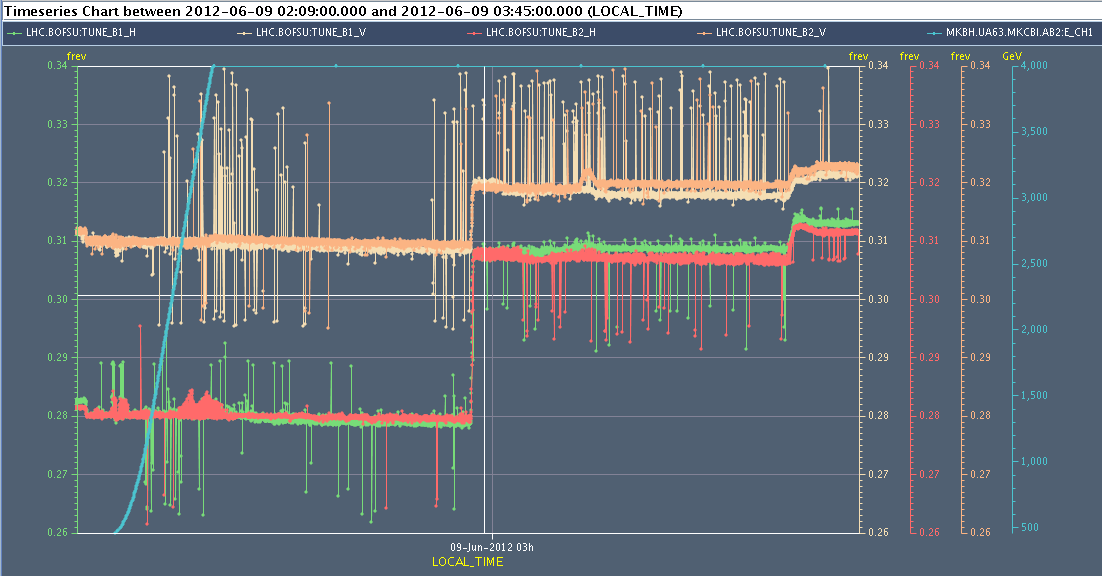 Timeseries Chart between 2012-06-09 02:09:00.000 and 2012-06-09 03:45:00.000 (LOCAL_TIME)
LHC.BOFSU:TUNE_B1_H LHC.BOFSU:TUNE_B1_V LHC.BOFSU:TUNE_B2_H LHC.BOFSU:TUNE_B2_V MKBH.UA63.MKCBI.AB2:E_CH1
frev frev frev frev GeV
0.34 0.34 0.34 0.34 4,000
0.33 0.33 0.33 0.33 3,500
0.32 0.32 0.32 0.32 3,000
0.31 0.31 0.31 0.31 2,500
0.30 0.30 0.30 0.30 2,000
0.29 0.29 0.29 0.29 1,500
0.28 0.28 0.28 0.28 1,000
0.27 0.27 0.27 0.27 500
0.26 0.26 0.26 0.26
09-Jun-2012 03h
LOCAL_TIME